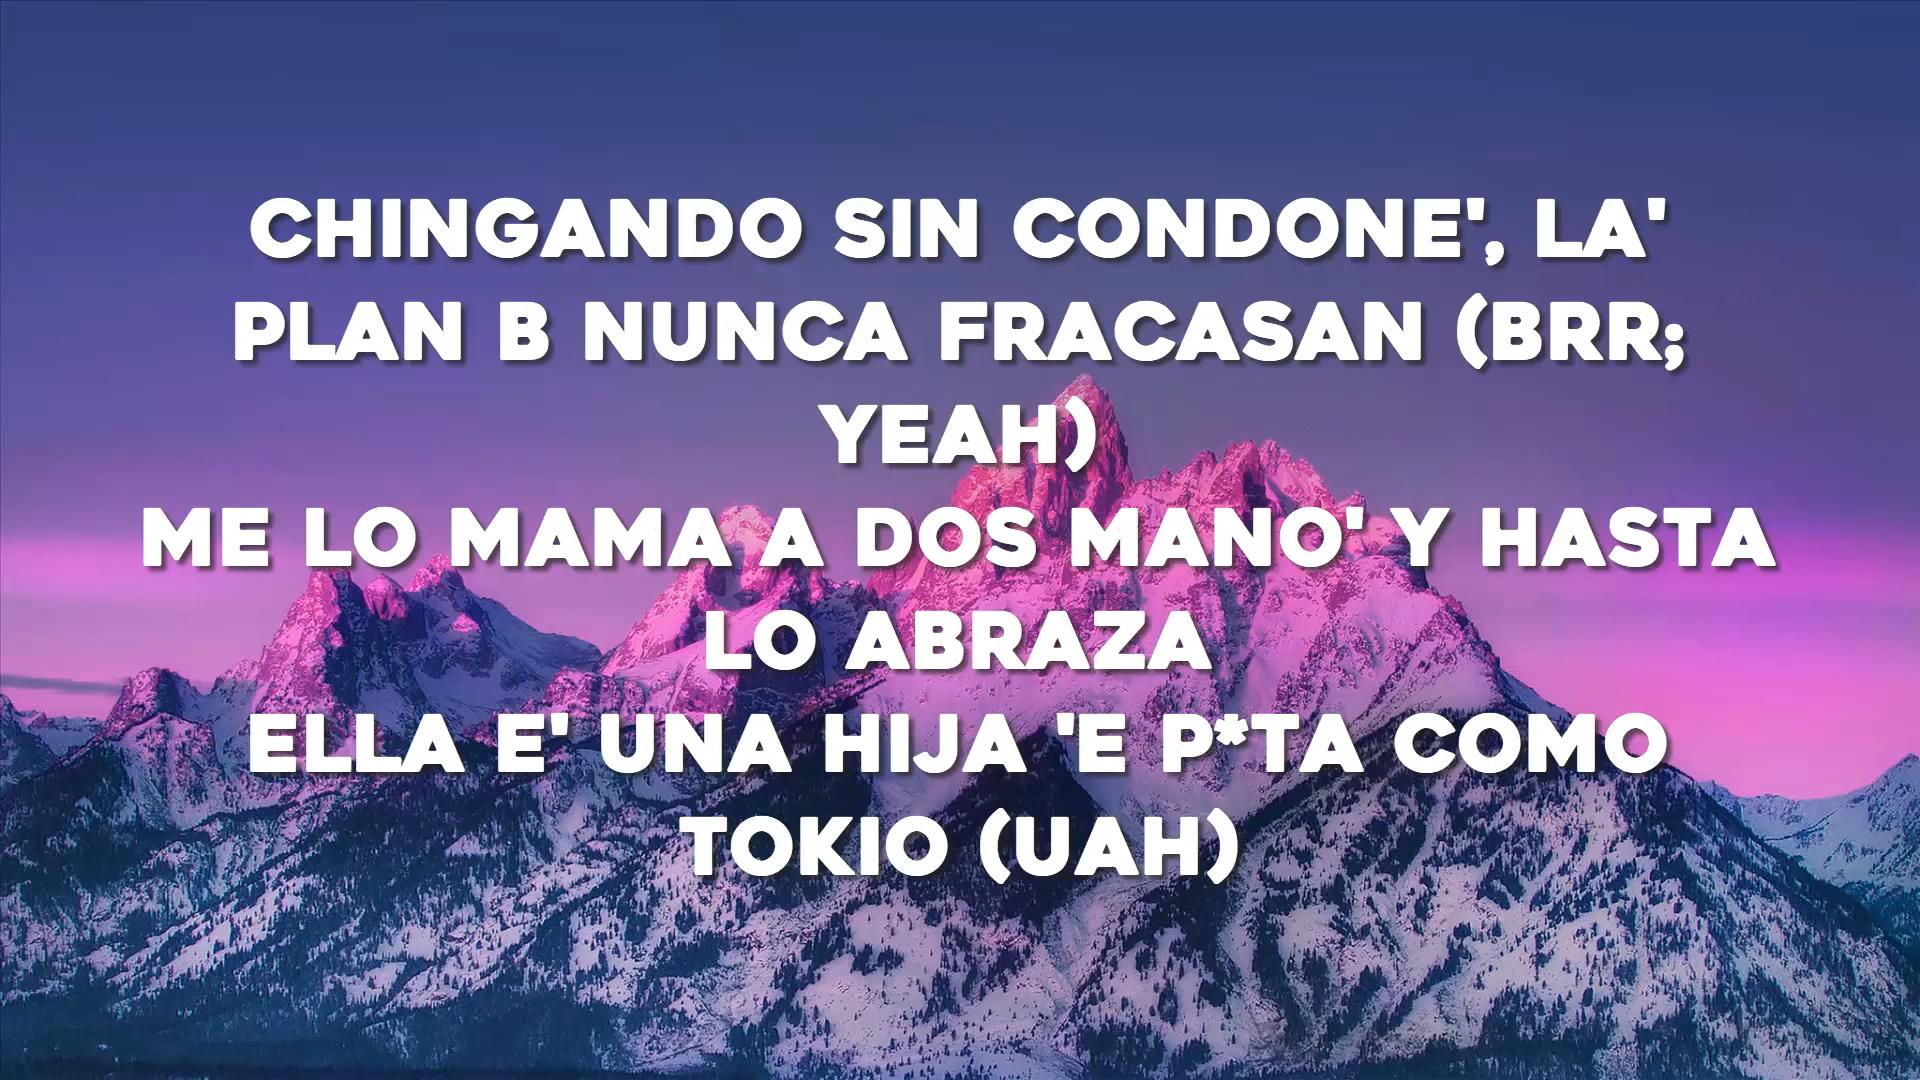 CHINGANDO SIN CONDONE', LA'
PLAN B NUNCA FRACASAN (BRR;
YEAH)
ME LO MAMA A DOS MANO' Y HASTA
LO ABRAZA
ELLA E' UNA HIJA 'E P*TA COMO
TOKIO (UAH)